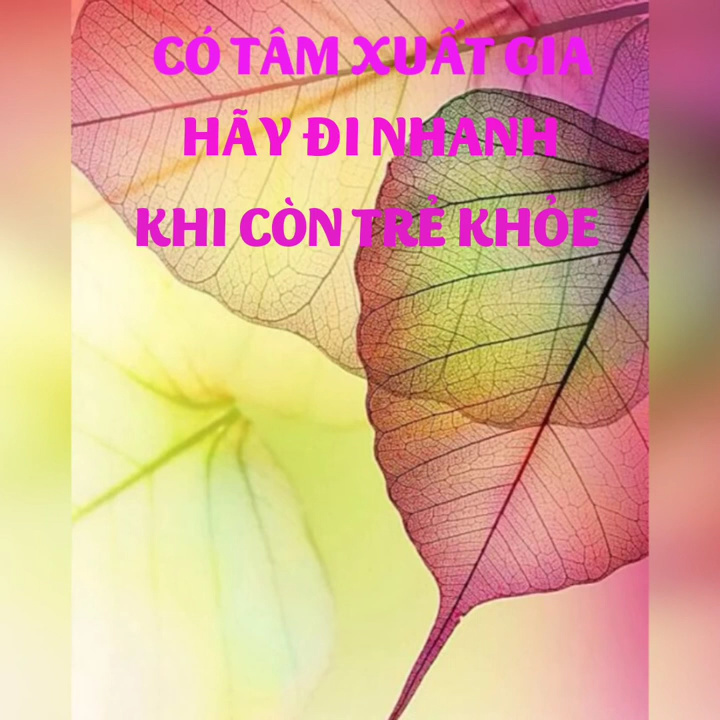 CÓ TÂM XUẤT GIA
HÃY ĐI NHANH
KHI CÒN TRẺ KHỎE